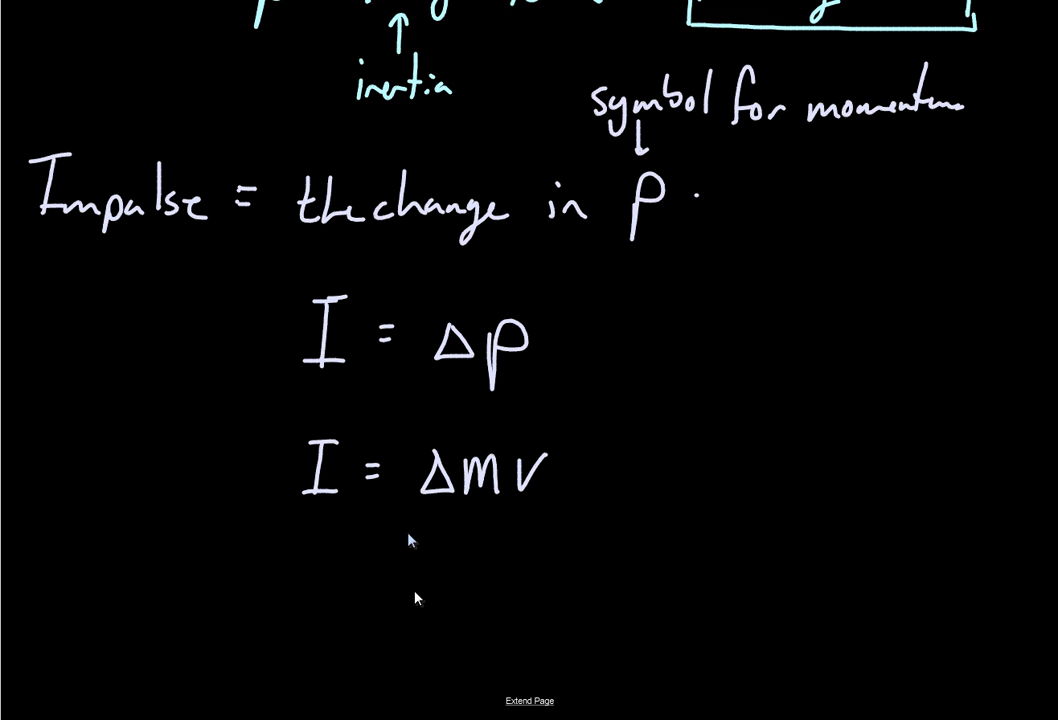 inertia
symbol for momentum
Impulse = the change in p.
I = Δp
I = Δmv
Extend Page